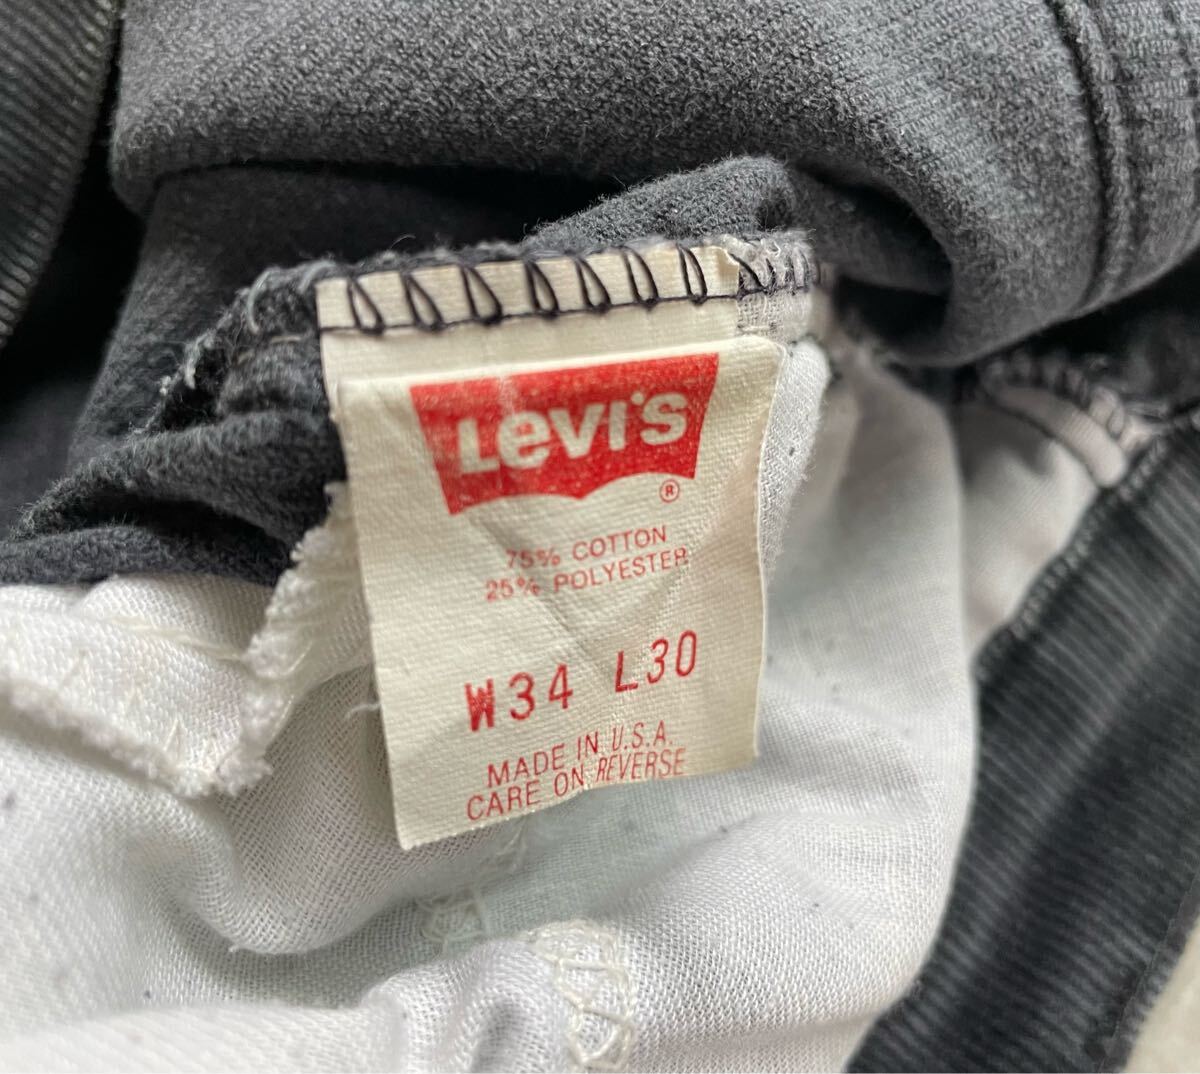 Levi's ®
75% COTTON
25% POLYESTER
W34 L30
MADE IN U.S.A.
CARE ON REVERSE